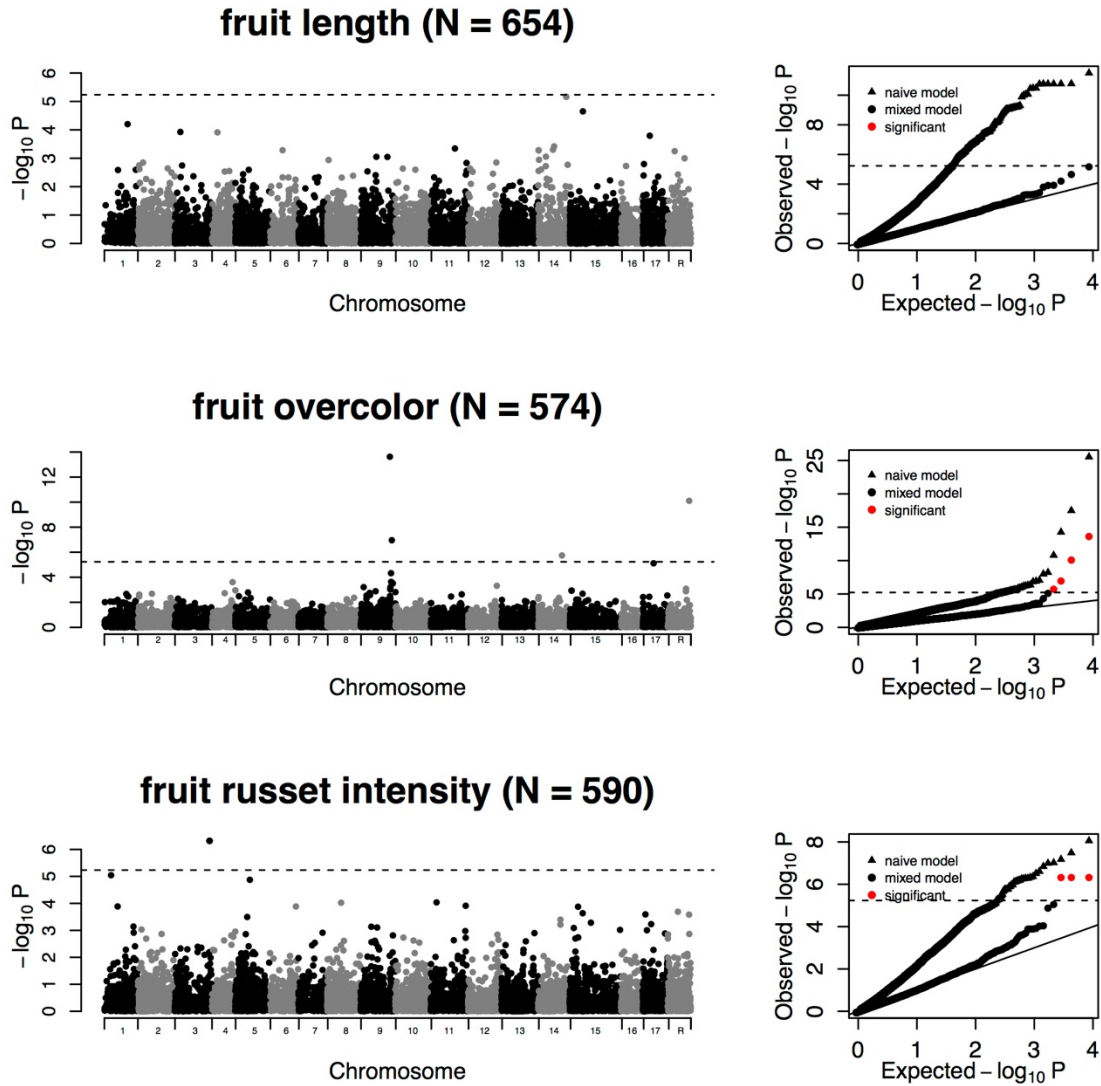 fruit length (N = 654)
6
5
4
3
2
1
0
− log₁₀ P
1 2 3 4 5 6 7 8 9 10 11 12 13 14 15 16 17 R
Chromosome
naive model
mixed model
significant
8
4
0
Observed − log₁₀ P
0 1 2 3 4
Expected − log₁₀ P
fruit overcolor (N = 574)
12
8
4
0
− log₁₀ P
1 2 3 4 5 6 7 8 9 10 11 12 13 14 15 16 17 R
Chromosome
naive model
mixed model
significant
25
15
5
0
Observed − log₁₀ P
0 1 2 3 4
Expected − log₁₀ P
fruit russet intensity (N = 590)
6
5
4
3
2
1
0
− log₁₀ P
1 2 3 4 5 6 7 8 9 10 11 12 13 14 15 16 17 R
Chromosome
naive model
mixed model
significant
8
6
4
2
0
Observed − log₁₀ P
0 1 2 3 4
Expected − log₁₀ P